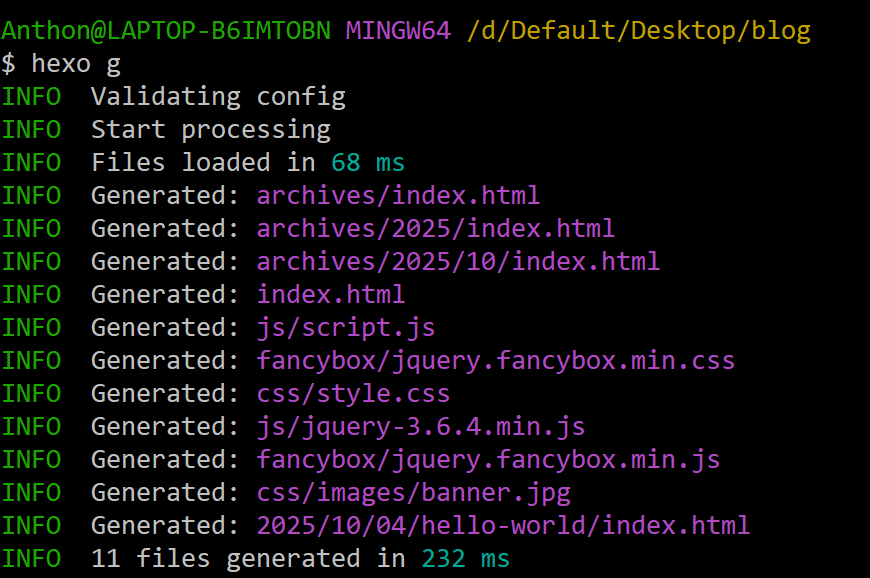 Anthon@LAPTOP-B6IMTOBN MINGW64 /d/Default/Desktop/blog
$ hexo g
INFO  Validating config
INFO  Start processing
INFO  Files loaded in 68 ms
INFO  Generated: archives/index.html
INFO  Generated: archives/2025/index.html
INFO  Generated: archives/2025/10/index.html
INFO  Generated: index.html
INFO  Generated: js/script.js
INFO  Generated: fancybox/jquery.fancybox.min.css
INFO  Generated: css/style.css
INFO  Generated: js/jquery-3.6.4.min.js
INFO  Generated: fancybox/jquery.fancybox.min.js
INFO  Generated: css/images/banner.jpg
INFO  Generated: 2025/10/04/hello-world/index.html
INFO  11 files generated in 232 ms